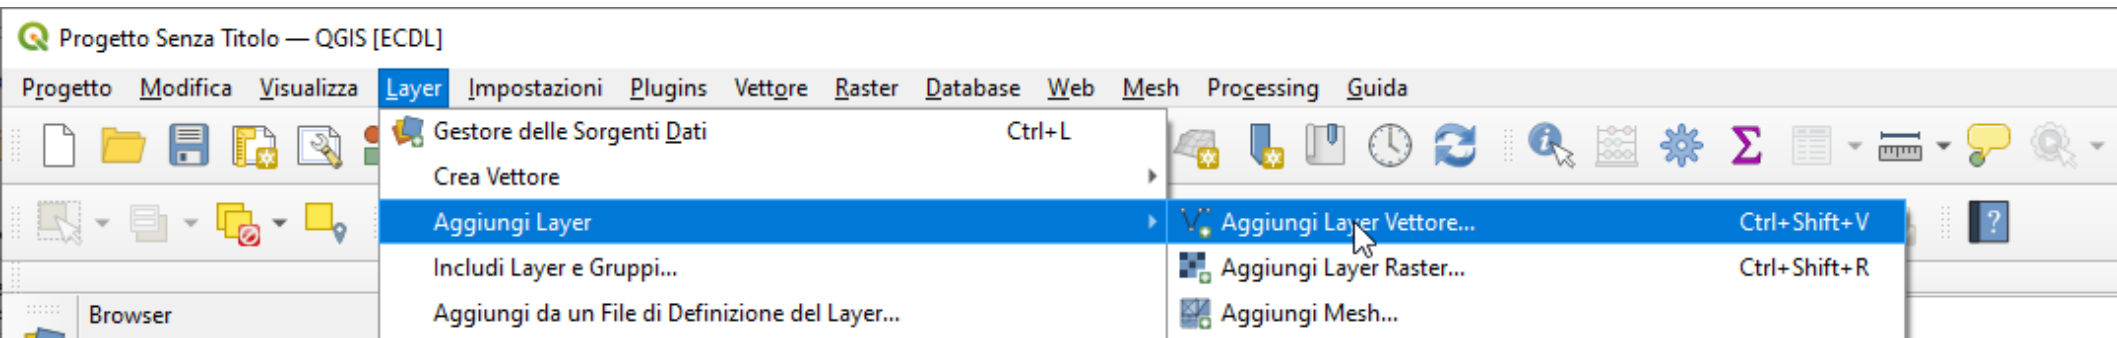 Progetto Senza Titolo — QGIS [ECDL]
Progetto Modifica Visualizza Layer Impostazioni Plugins Vettore Raster Database Web Mesh Processing Guida
Gestore delle Sorgenti Dati Ctrl+L
Crea Vettore
Aggiungi Layer
Aggiungi Layer Vettore... Ctrl+Shift+V
Includi Layer e Gruppi...
Aggiungi Layer Raster... Ctrl+Shift+R
Browser
Aggiungi da un File di Definizione del Layer...
Aggiungi Mesh...